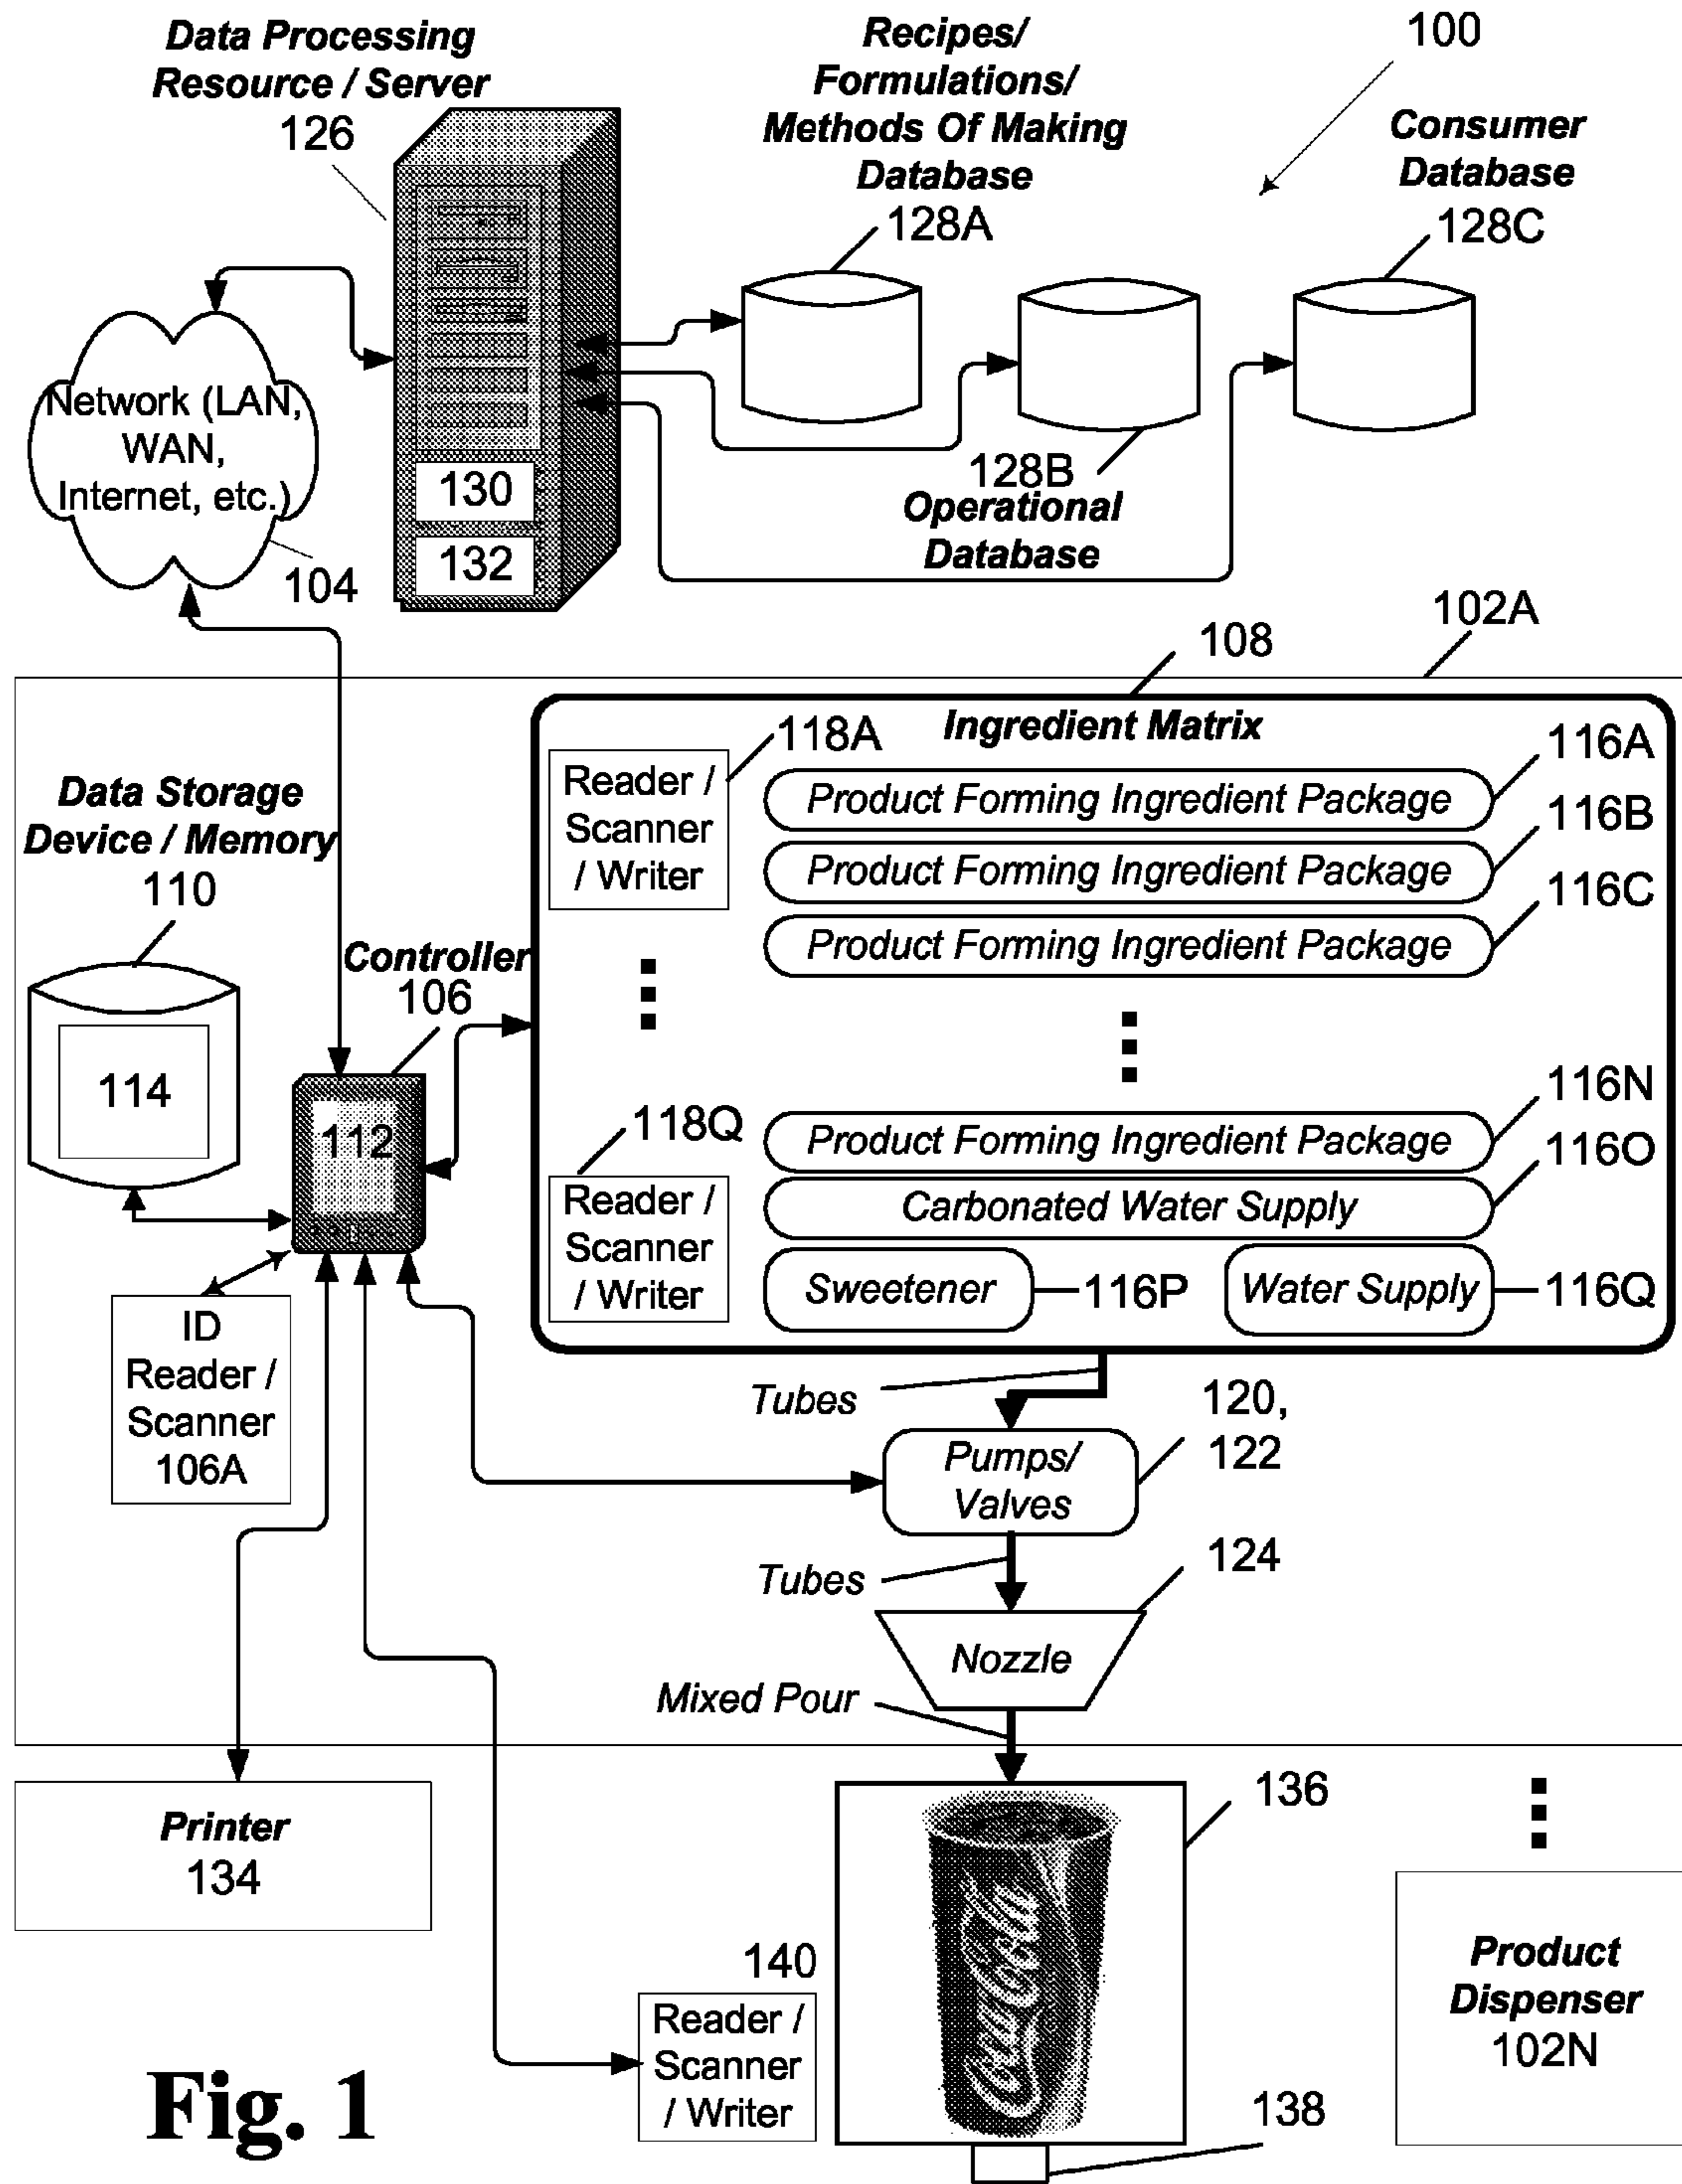 Data Processing
Resource / Server
126
Recipes/
Formulations/
Methods Of Making
Database
128A
100
Consumer
Database
128C
Network (LAN,
WAN,
Internet, etc.)
104
130
132
128B
Operational
Database
102A
108
Ingredient Matrix
118A
Reader /
Scanner
/ Writer
Product Forming Ingredient Package
116A
Product Forming Ingredient Package
116B
Product Forming Ingredient Package
116C
Data Storage
Device / Memory
110
114
Controller
106
112
118Q
Reader /
Scanner
/ Writer
Product Forming Ingredient Package
116N
Carbonated Water Supply
116O
Sweetener
116P
Water Supply
116Q
ID
Reader /
Scanner
106A
Tubes
Pumps/
Valves
120,
122
Tubes
124
Nozzle
Mixed Pour
Printer
134
136
Coca-Cola
140
Reader /
Scanner
/ Writer
138
Product
Dispenser
102N
Fig. 1